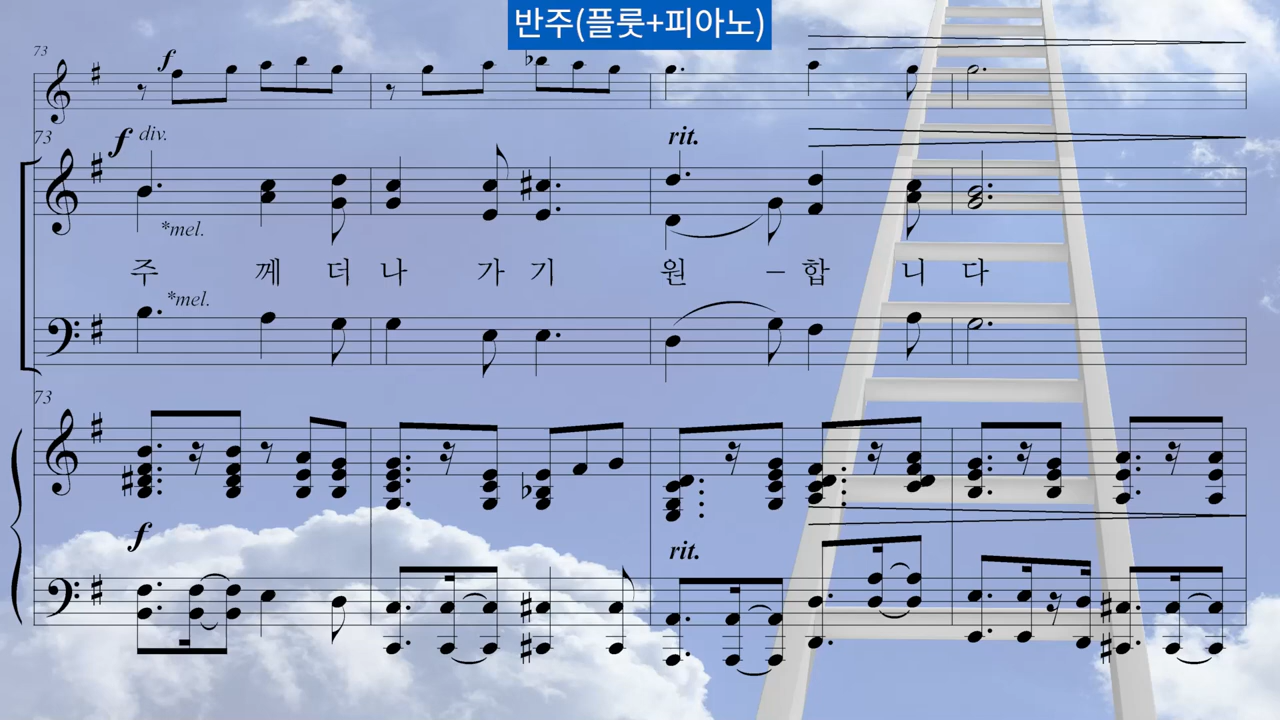 반주(플룻+피아노)
73
f
73
f div.
rit.
*mel.
주 께 더 나 가 기 원 – 합 니 다
*mel.
73
f
rit.